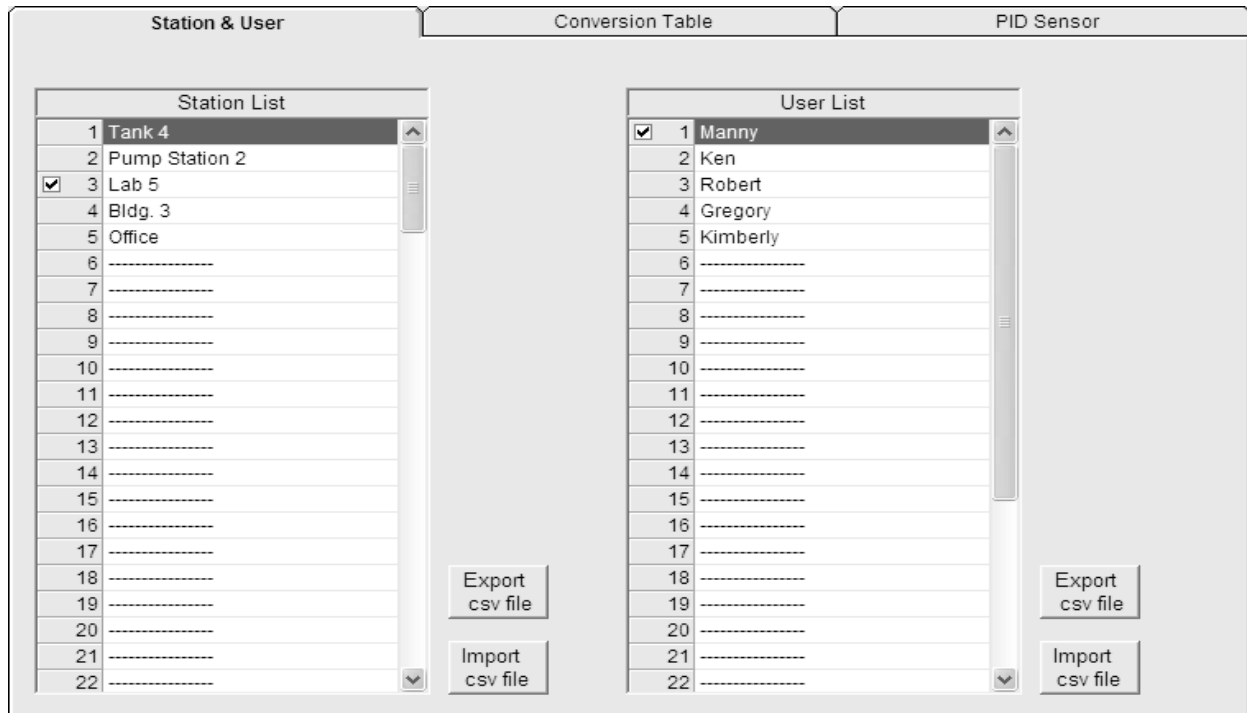 Station & User Conversion Table PID Sensor
Station List
1 Tank 4
2 Pump Station 2
3 Lab 5
4 Bldg. 3
5 Office
6 ----------------
7 ----------------
8 ----------------
9 ----------------
10 ----------------
11 ----------------
12 ----------------
13 ----------------
14 ----------------
15 ----------------
16 ----------------
17 ----------------
18 ----------------
19 ----------------
20 ----------------
21 ----------------
22 ----------------
Export
csv file
Import
csv file
User List
1 Manny
2 Ken
3 Robert
4 Gregory
5 Kimberly
6 ----------------
7 ----------------
8 ----------------
9 ----------------
10 ----------------
11 ----------------
12 ----------------
13 ----------------
14 ----------------
15 ----------------
16 ----------------
17 ----------------
18 ----------------
19 ----------------
20 ----------------
21 ----------------
22 ----------------
Export
csv file
Import
csv file